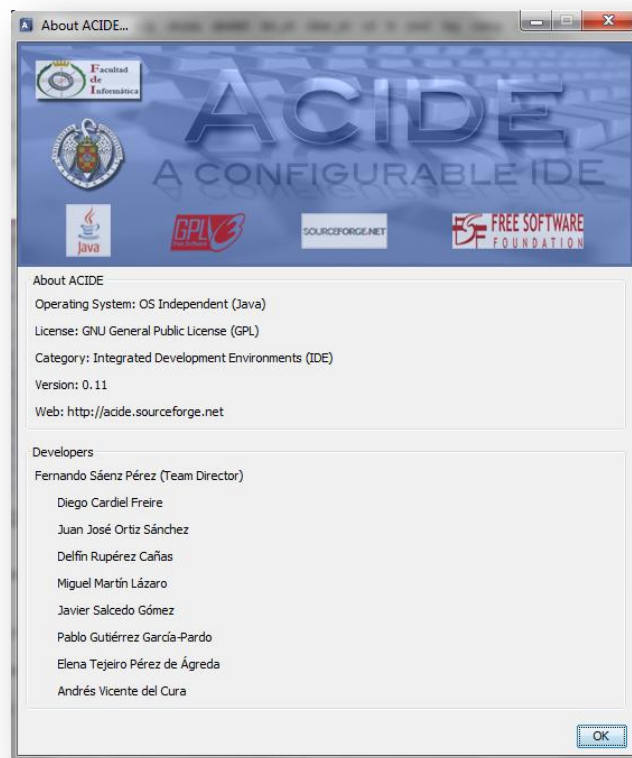 About ACIDE...
Facultad
de
Informática
ACIDE
A CONFIGURABLE IDE
Java
GPLv3
Free Software
SOURCEFORGE.NET
FSF FREE SOFTWARE
FOUNDATION
About ACIDE
Operating System: OS Independent (Java)
License: GNU General Public License (GPL)
Category: Integrated Development Environments (IDE)
Version: 0.11
Web: http://acide.sourceforge.net
Developers
Fernando Sáenz Pérez (Team Director)
Diego Cardiel Freire
Juan José Ortiz Sánchez
Delfín Rupérez Cañas
Miguel Martín Lázaro
Javier Salcedo Gómez
Pablo Gutiérrez García-Pardo
Elena Tejeiro Pérez de Ágreda
Andrés Vicente del Cura
OK